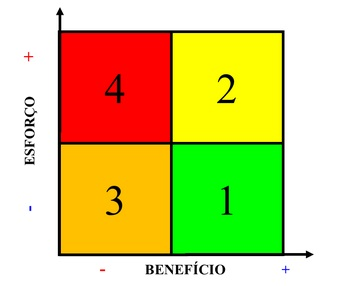 +
4 2
ESFORÇO
3 1
-
- BENEFÍCIO +